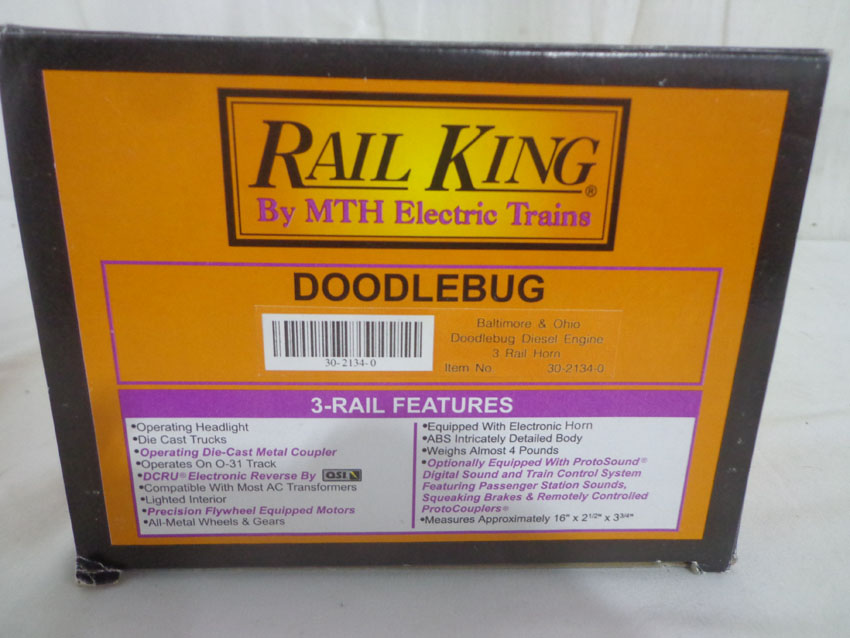 RAIL KING®
By MTH Electric Trains
DOODLEBUG
30-2134-0
Baltimore & Ohio
Doodlebug Diesel Engine
3 Rail Horn
Item No 30-2134-0
3-RAIL FEATURES
•Operating Headlight
•Die Cast Trucks
•Operating Die-Cast Metal Coupler
•Operates On O-31 Track
•DCRU® Electronic Reverse By QSI
•Compatible With Most AC Transformers
•Lighted Interior
•Precision Flywheel Equipped Motors
•All-Metal Wheels & Gears
•Equipped With Electronic Horn
•ABS Intricately Detailed Body
•Weighs Almost 4 Pounds
•Optionally Equipped With ProtoSound®
Digital Sound and Train Control System
Featuring Passenger Station Sounds,
Squeaking Brakes & Remotely Controlled
ProtoCouplers®
•Measures Approximately 16" x 2 1/2" x 3 3/4"